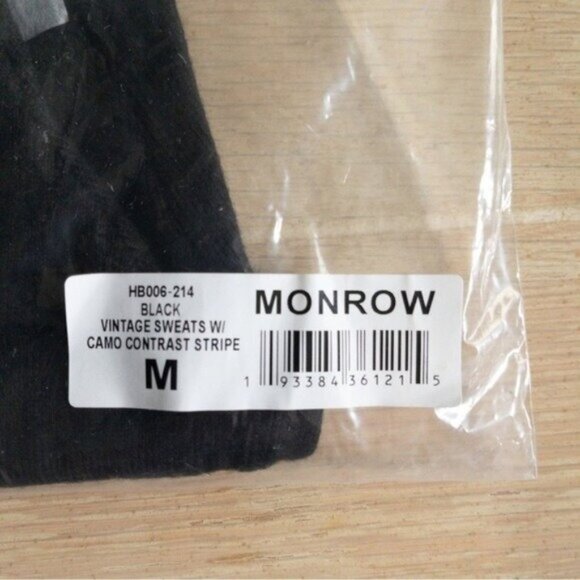 HB006-214
BLACK
VINTAGE SWEATS W/
CAMO CONTRAST STRIPE
M
MONROW
1 93384 36121 5